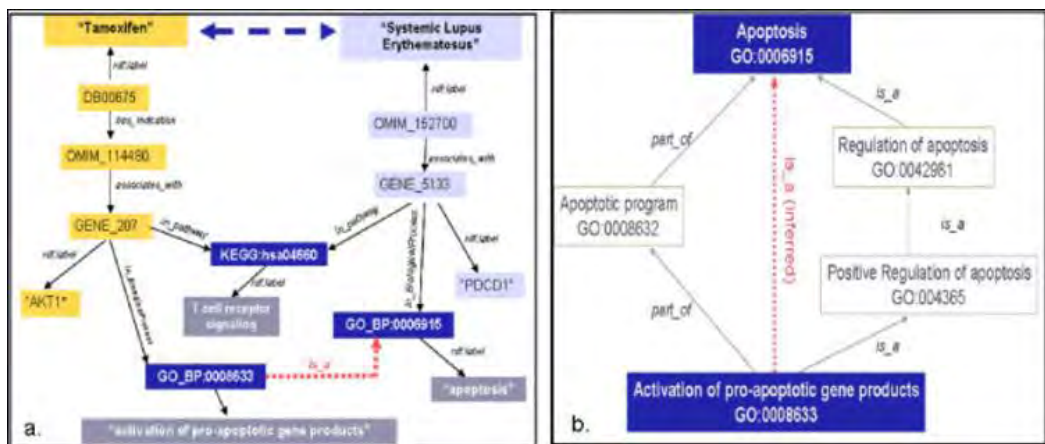 "Tamoxifen"
"Systemic Lupus
Erythematosus"
rdf:label
rdf:label
DB00675
has_indication
OMIM_152700
OMIM_114480
associates_with
associates_with
GENE_5133
GENE_207
in_pathway
in_pathway
KEGG:hsa04660
rdf:label
rdf:label
rdf:label
"AKT1"
T cell receptor
signaling
"PDCD1"
GO_BP:0006915
GO_BP:0008633
is_a
rdf:label
"apoptosis"
a.
"activation of pro-apoptotic gene products"
Apoptosis
GO:0006915
is_a
part_of
Regulation of apoptosis
GO:0042981
Apoptotic program
GO:0008632
is_a (inferred)
is_a
Positive Regulation of apoptosis
GO:004365
part_of
is_a
Activation of pro-apoptotic gene products
GO:0008633
b.